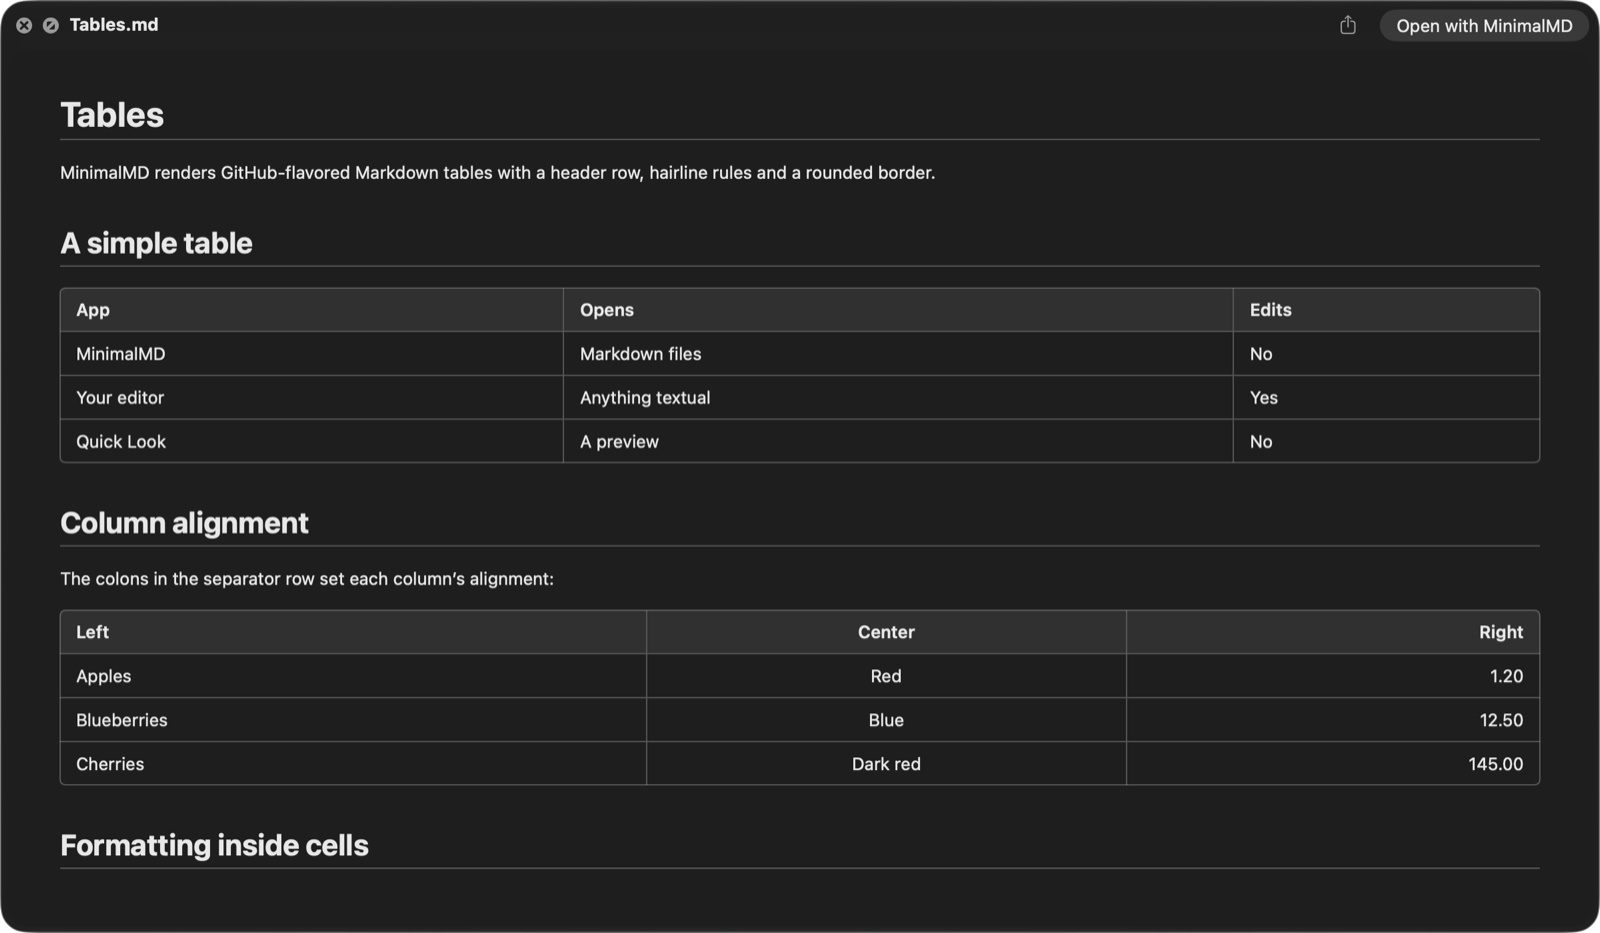 Tables.md
Open with MinimalMD
Tables
MinimalMD renders GitHub-flavored Markdown tables with a header row, hairline rules and a rounded border.
A simple table
App Opens Edits
MinimalMD Markdown files No
Your editor Anything textual Yes
Quick Look A preview No
Column alignment
The colons in the separator row set each column’s alignment:
Left Center Right
Apples Red 1.20
Blueberries Blue 12.50
Cherries Dark red 145.00
Formatting inside cells